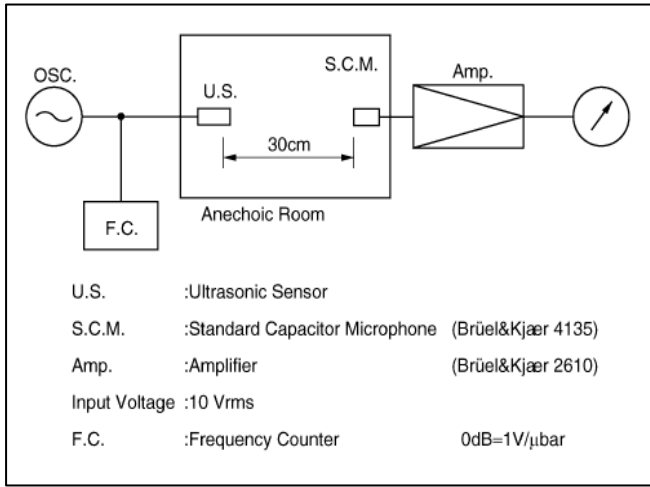 OSC.
U.S.
S.C.M.
Amp.
30cm
F.C.
Anechoic Room
U.S. :Ultrasonic Sensor
S.C.M. :Standard Capacitor Microphone (Brüel&Kjær 4135)
Amp. :Amplifier (Brüel&Kjær 2610)
Input Voltage :10 Vrms
F.C. :Frequency Counter 0dB=1V/μbar